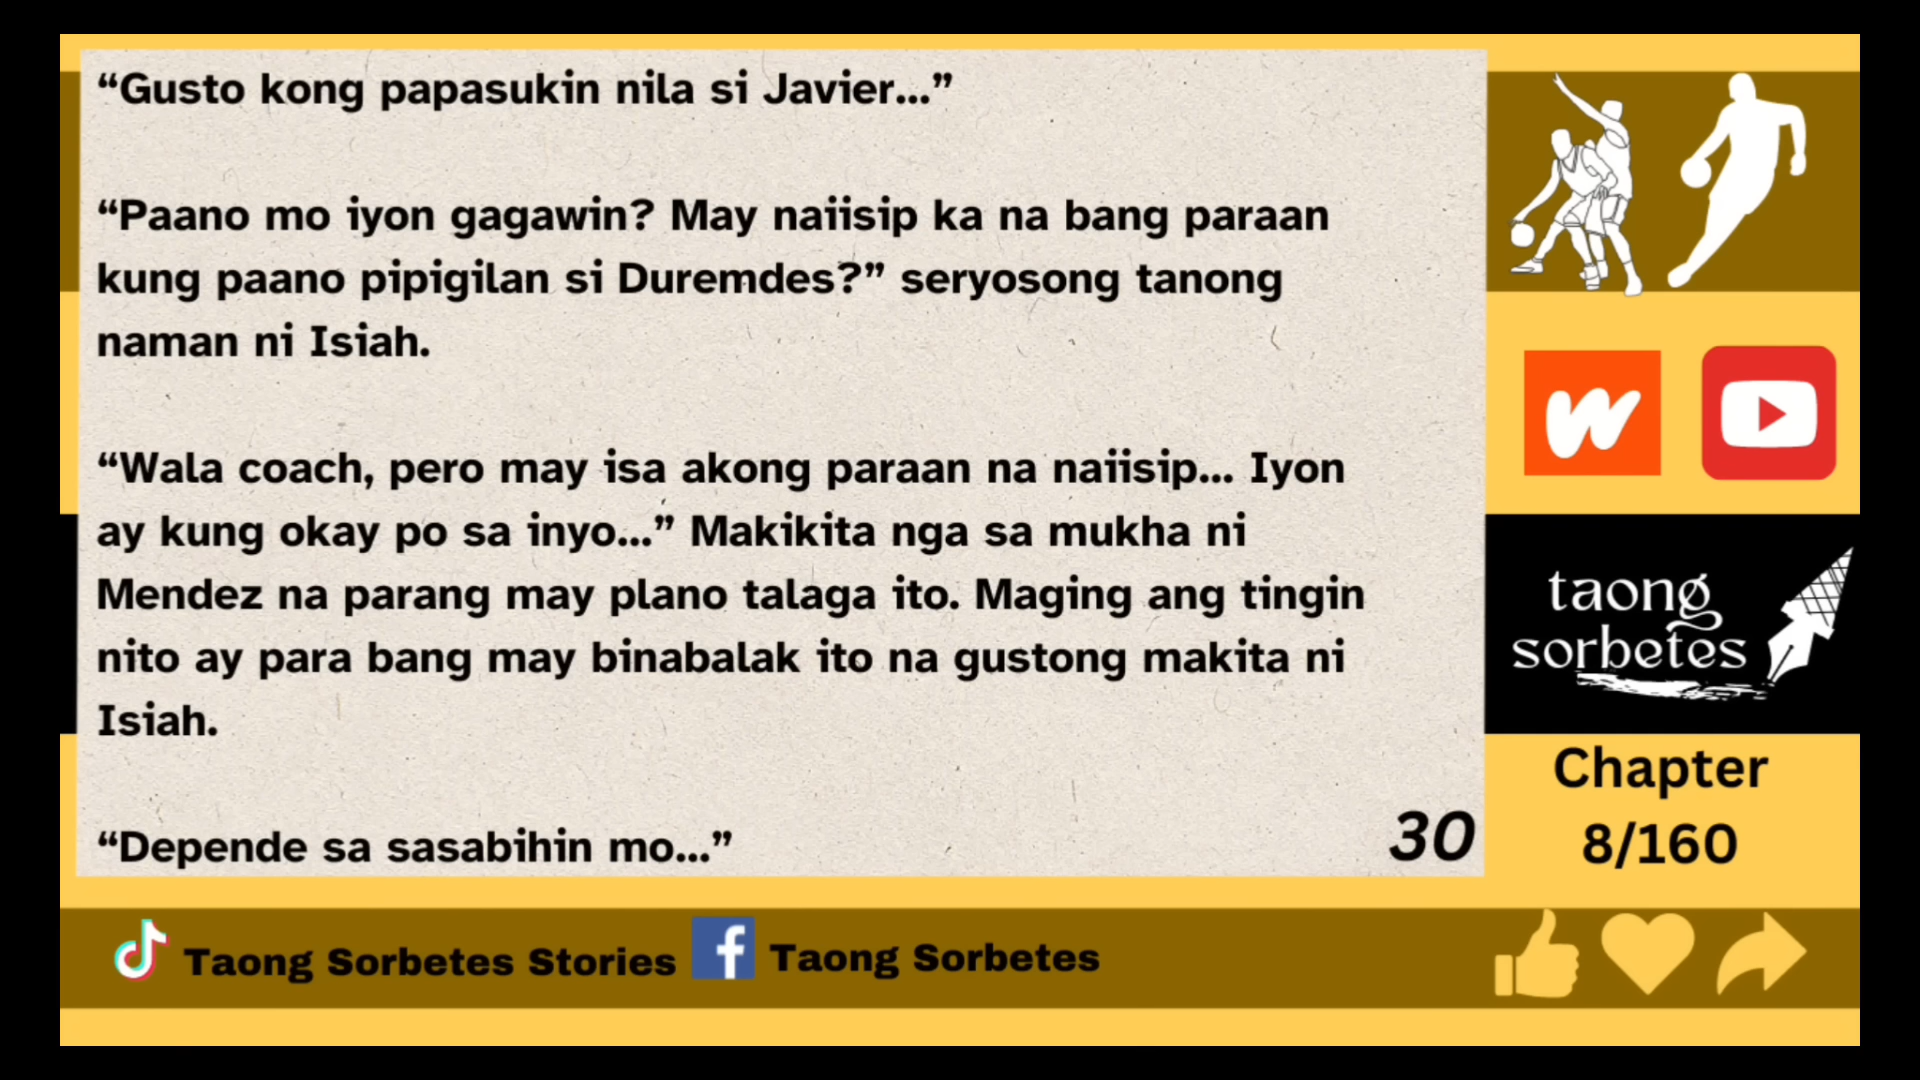 “Gusto kong papasukin nila si Javier...”
“Paano mo iyon gagawin? May naiisip ka na bang paraan
kung paano pipigilan si Duremdes?” seryosong tanong
naman ni Isiah.
“Wala coach, pero may isa akong paraan na naiisip... Iyon
ay kung okay po sa inyo...” Makikita nga sa mukha ni
Mendez na parang may plano talaga ito. Maging ang tingin
nito ay para bang may binabalak ito na gustong makita ni
Isiah.
“Depende sa sasabihin mo...”
30
taong
sorbetes
Chapter
8/160
Taong Sorbetes Stories
Taong Sorbetes